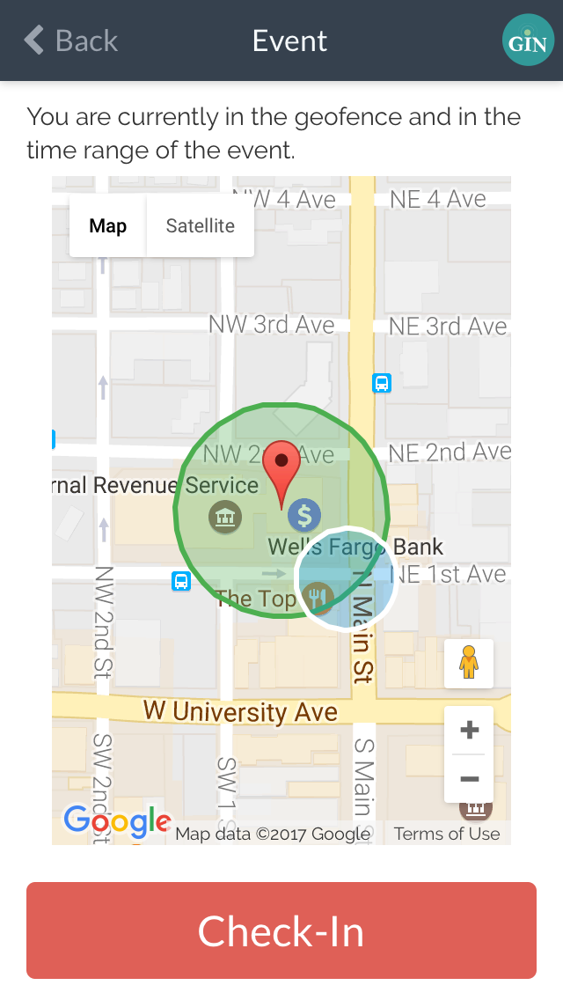 Back
Event
GIN
You are currently in the geofence and in the
time range of the event.
Map
Satellite
NW 4 Ave
NE 4 Ave
NW 3rd Ave
NE 3rd Ave
NW 2 Ave
NE 2nd Ave
rnal Revenue Service
$
Wells Fargo Bank
NE 1st Ave
The Top
N Main St
NW 2nd St
W University Ave
SW 2nd St
SW 1 S
S Main St
Google
Map data ©2017 Google
Terms of Use
Check-In